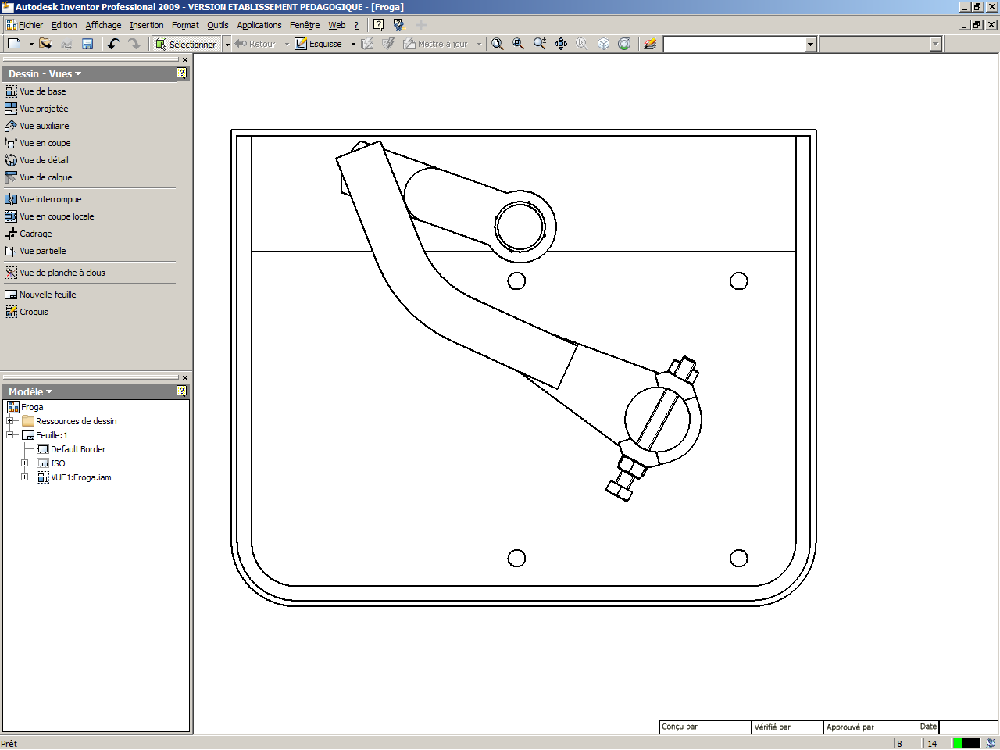 Autodesk Inventor Professional 2009 - VERSION ETABLISSEMENT PEDAGOGIQUE - [Froga]
Fichier Edition Affichage Insertion Format Outils Applications Fenêtre Web ?
Sélectionner Retour Esquisse Mettre à jour
Dessin - Vues
Vue de base
Vue projetée
Vue auxiliaire
Vue en coupe
Vue de détail
Vue de calque
Vue interrompue
Vue en coupe locale
Cadrage
Vue partielle
Vue de planche à clous
Nouvelle feuille
Croquis
Modèle
Froga
Ressources de dessin
Feuille:1
Default Border
ISO
VUE1:Froga.iam
Conçu par Vérifié par Approuvé par Date
Prêt 8 14